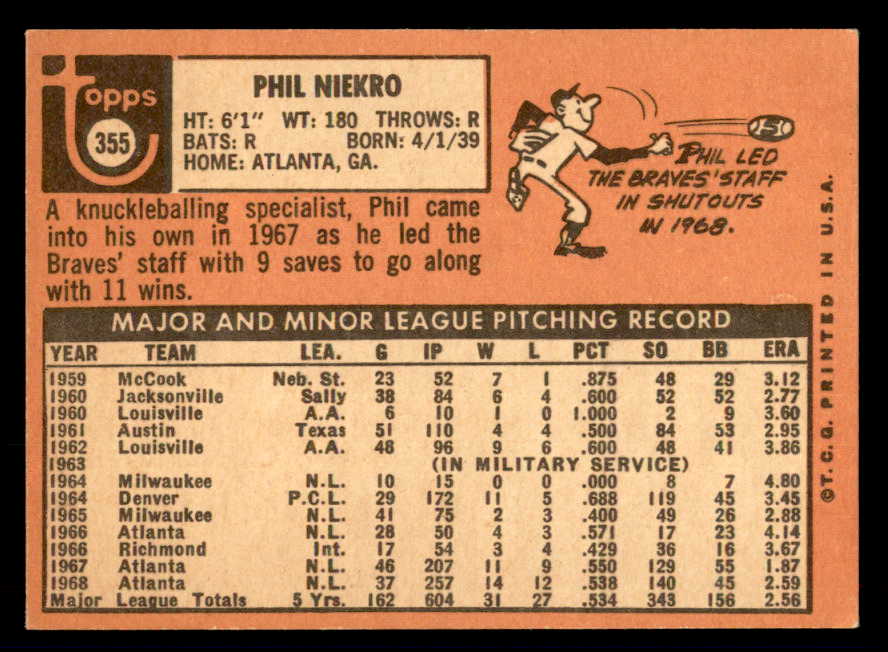 topps
355
PHIL NIEKRO
HT: 6'1" WT: 180 THROWS: R
BATS: R BORN: 4/1/39
HOME: ATLANTA, GA.
A knuckleballing specialist, Phil came
into his own in 1967 as he led the
Braves' staff with 9 saves to go along
with 11 wins.
PHIL LED
THE BRAVES' STAFF
IN SHUTOUTS
IN 1968.
MAJOR AND MINOR LEAGUE PITCHING RECORD
YEAR TEAM LEA. G IP W L PCT SO BB ERA
1959 McCook Neb. St. 23 52 7 1 .875 48 29 3.12
1960 Jacksonville Sally 38 84 6 4 .600 52 52 2.77
1960 Louisville A.A. 6 10 1 0 1.000 2 9 3.60
1961 Austin Texas 51 110 4 4 .500 84 53 2.95
1962 Louisville A.A. 48 96 9 6 .600 48 41 3.86
1963 (IN MILITARY SERVICE)
1964 Milwaukee N.L. 10 15 0 0 .000 8 7 4.80
1964 Denver P.C.L. 29 172 11 5 .688 119 45 3.45
1965 Milwaukee N.L. 41 75 2 3 .400 49 26 2.88
1966 Atlanta N.L. 28 50 4 3 .571 17 23 4.14
1966 Richmond Int. 17 54 3 4 .429 36 16 3.67
1967 Atlanta N.L. 46 207 11 9 .550 129 55 1.87
1968 Atlanta N.L. 37 257 14 12 .538 140 45 2.59
Major League Totals 5 Yrs. 162 604 31 27 .534 343 156 2.56
©T.C.G. PRINTED IN U.S.A.